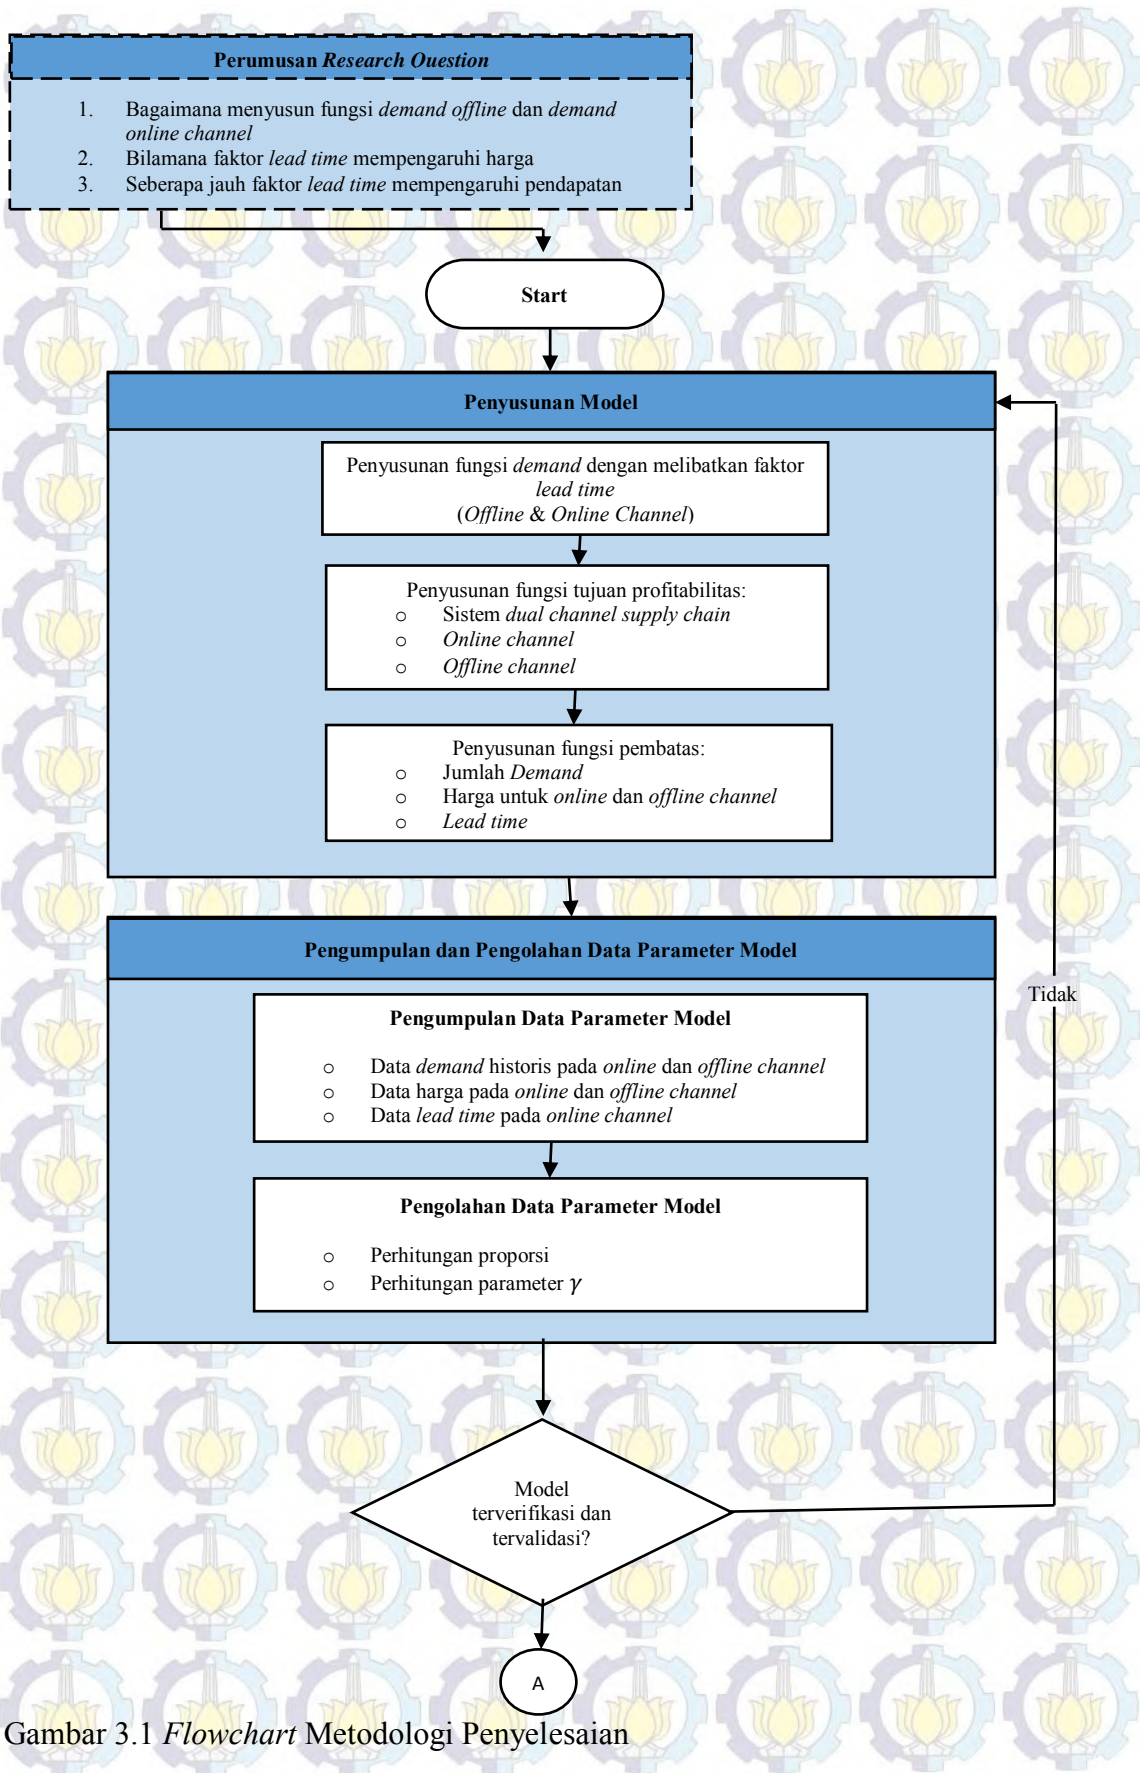 Perumusan Research Question
1. Bagaimana menyusun fungsi demand offline dan demand
online channel
2. Bilamana faktor lead time mempengaruhi harga
3. Seberapa jauh faktor lead time mempengaruhi pendapatan
Start
Penyusunan Model
Penyusunan fungsi demand dengan melibatkan faktor
lead time
(Offline & Online Channel)
Penyusunan fungsi tujuan profitabilitas:
o Sistem dual channel supply chain
o Online channel
o Offline channel
Penyusunan fungsi pembatas:
o Jumlah Demand
o Harga untuk online dan offline channel
o Lead time
Pengumpulan dan Pengolahan Data Parameter Model
Tidak
Pengumpulan Data Parameter Model
o Data demand historis pada online dan offline channel
o Data harga pada online dan offline channel
o Data lead time pada online channel
Pengolahan Data Parameter Model
o Perhitungan proporsi
o Perhitungan parameter γ
Model
terverifikasi dan
tervalidasi?
A
Gambar 3.1 Flowchart Metodologi Penyelesaian